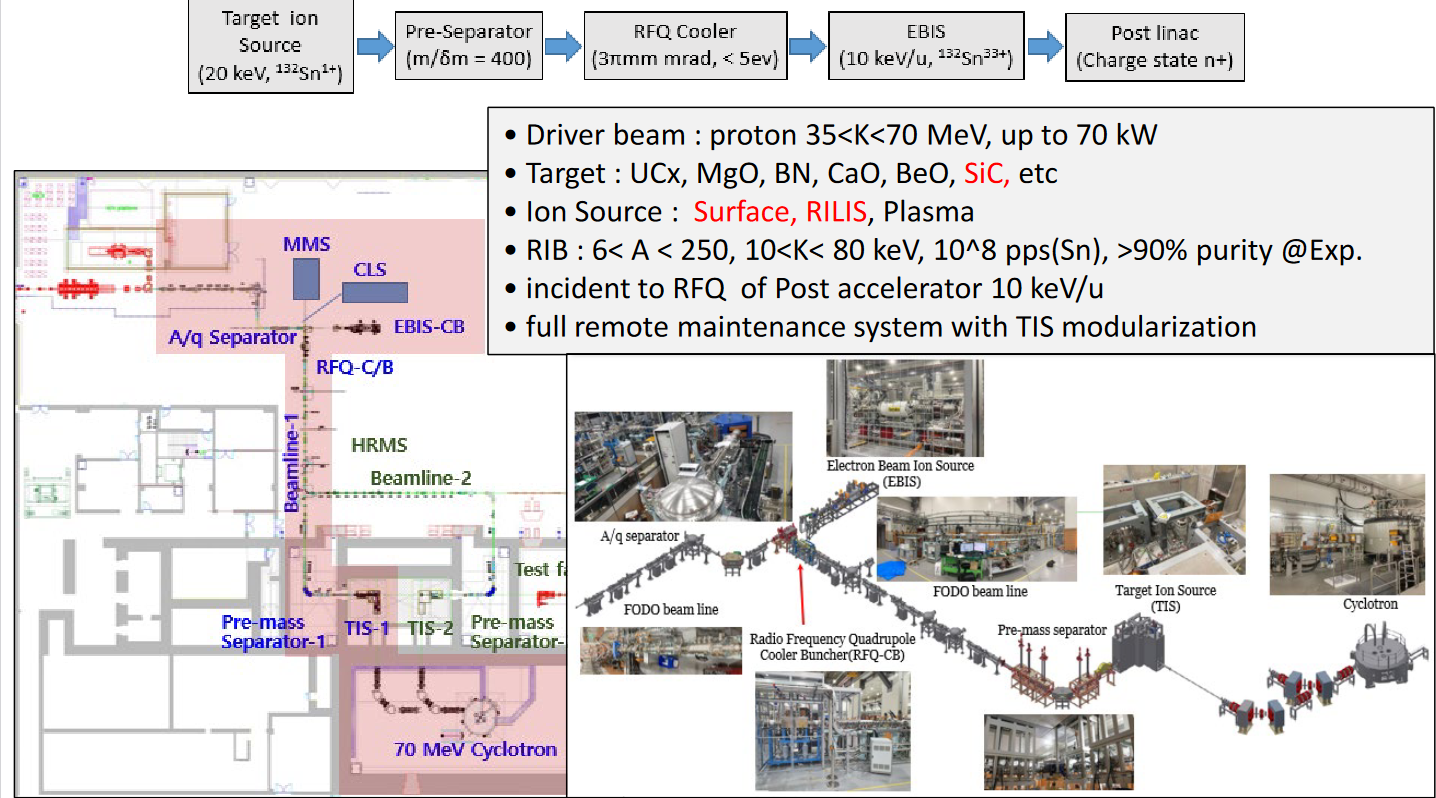 Target ion
Source
(20 keV, ¹³²Sn¹⁺)
Pre-Separator
(m/δm = 400)
RFQ Cooler
(3πmm mrad, < 5ev)
EBIS
(10 keV/u, ¹³²Sn³³⁺)
Post linac
(Charge state n+)
• Driver beam : proton 35<K<70 MeV, up to 70 kW
• Target : UCx, MgO, BN, CaO, BeO, SiC, etc
• Ion Source : Surface, RILIS, Plasma
• RIB : 6< A < 250, 10<K< 80 keV, 10^8 pps(Sn), >90% purity @Exp.
• incident to RFQ of Post accelerator 10 keV/u
• full remote maintenance system with TIS modularization
MMS
CLS
A/q Separator
EBIS-CB
RFQ-C/B
Beamline-1
HRMS
Beamline-2
Test fa
Pre-mass
Separator-1
TIS-1
TIS-2
Pre-mass
Separator-
70 MeV Cyclotron
Electron Beam Ion Source
(EBIS)
A/q separator
FODO beam line
FODO beam line
Target Ion Source
(TIS)
Cyclotron
Radio Frequency Quadrupole
Cooler Buncher(RFQ-CB)
Pre-mass separator